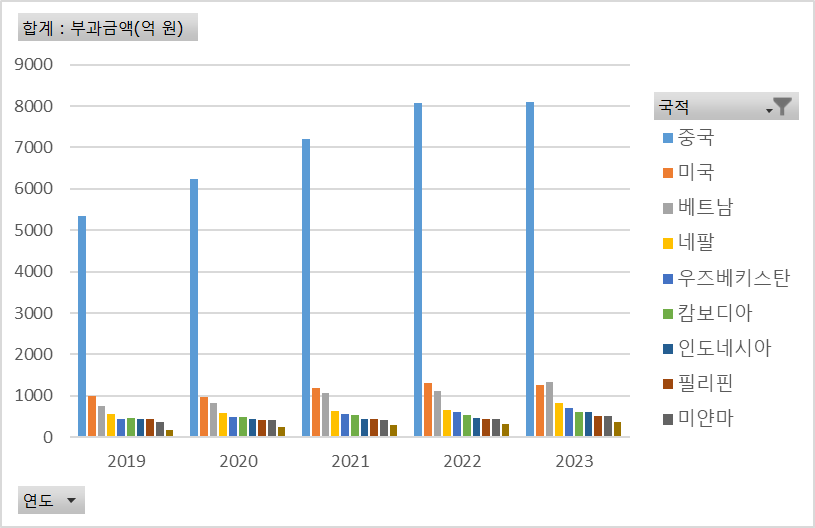 합계 : 부과금액(억 원)
9000
8000
7000
6000
5000
4000
3000
2000
1000
0
2019 2020 2021 2022 2023
국적
중국
미국
베트남
네팔
우즈베키스탄
캄보디아
인도네시아
필리핀
미얀마
연도